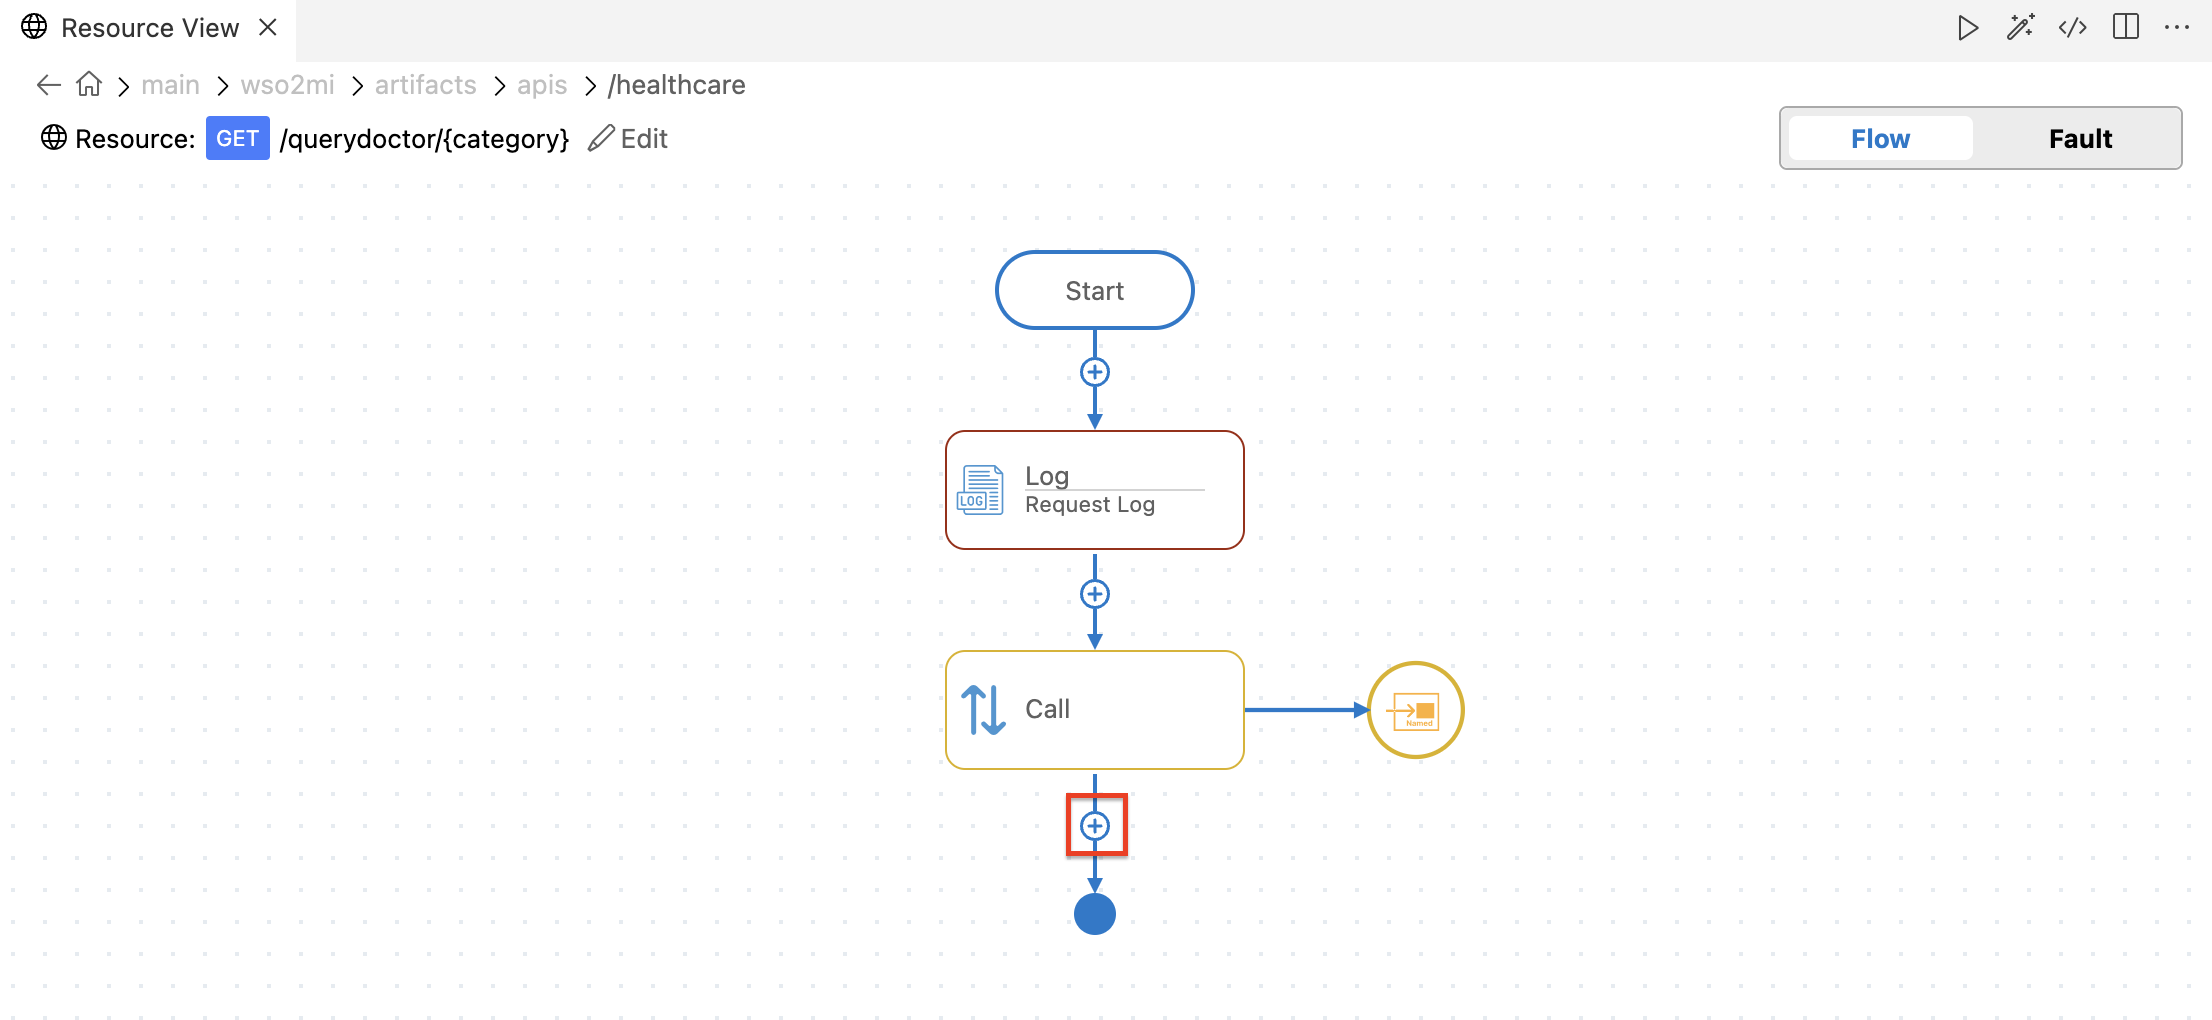 Resource View
main wso2mi artifacts apis /healthcare
Resource: GET /querydoctor/{category} Edit
Flow Fault
Start
LOG
Log
Request Log
Call
Named